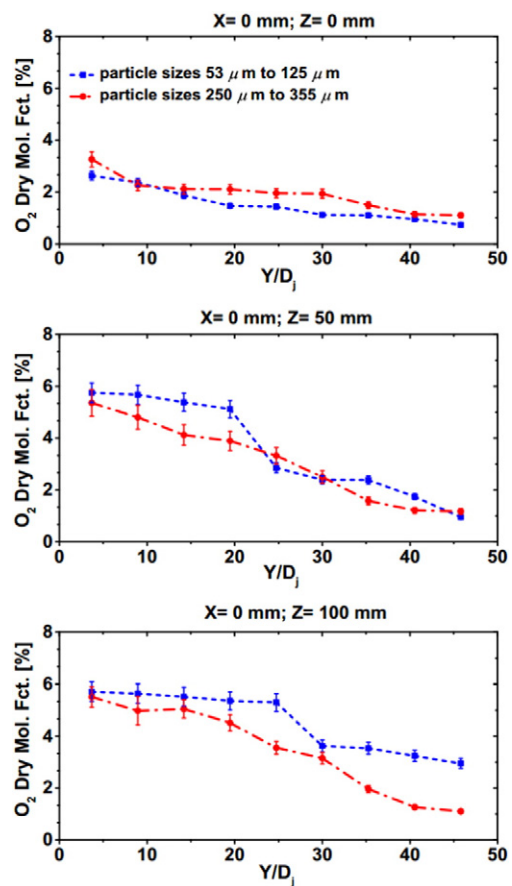 X= 0 mm; Z= 0 mm
8
6
4
2
0
O₂ Dry Mol. Fct. [%]
particle sizes 53 μm to 125 μm
particle sizes 250 μm to 355 μm
0 10 20 30 40 50
Y/Dj
X= 0 mm; Z= 50 mm
8
6
4
2
0
O₂ Dry Mol. Fct. [%]
0 10 20 30 40 50
Y/Dj
X= 0 mm; Z= 100 mm
8
6
4
2
0
O₂ Dry Mol. Fct. [%]
0 10 20 30 40 50
Y/Dj